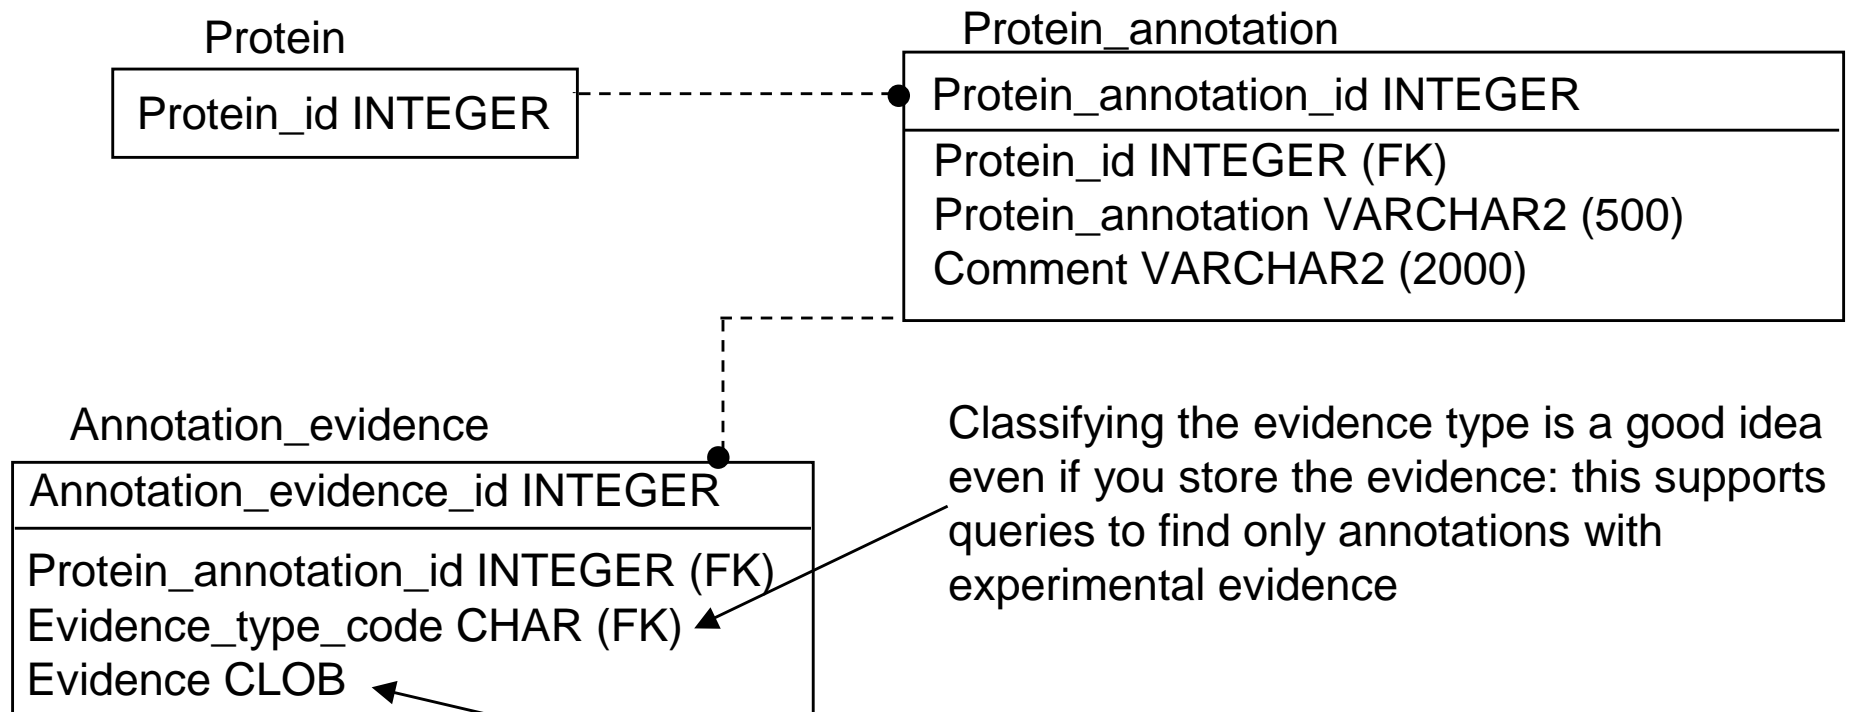 Protein
Protein_id INTEGER
Protein_annotation
Protein_annotation_id INTEGER
Protein_id INTEGER (FK)
Protein_annotation VARCHAR2 (500)
Comment VARCHAR2 (2000)
Annotation_evidence
Annotation_evidence_id INTEGER
Protein_annotation_id INTEGER (FK)
Evidence_type_code CHAR (FK)
Evidence CLOB
Classifying the evidence type is a good idea
even if you store the evidence: this supports
queries to find only annotations with
experimental evidence